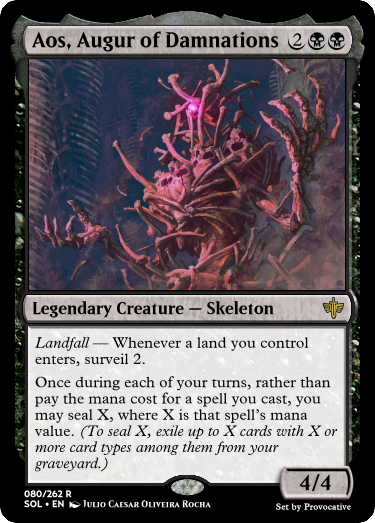 Aos, Augur of Damnations 2
Legendary Creature — Skeleton
Landfall — Whenever a land you control
enters, surveil 2.
Once during each of your turns, rather than
pay the mana cost for a spell you cast, you
may seal X, where X is that spell's mana
value. (To seal X, exile up to X cards with X or
more card types among them from your
graveyard.)
4/4
080/262 R
SOL • EN Julio Caesar Oliveira Rocha
Set by Provocative